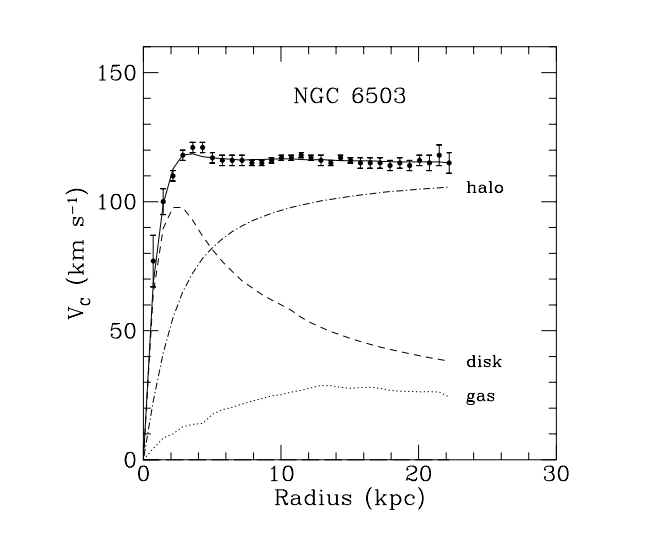 150
NGC 6503
100
halo
V_C (km s⁻¹)
50
disk
gas
0
0 10 20 30
Radius (kpc)